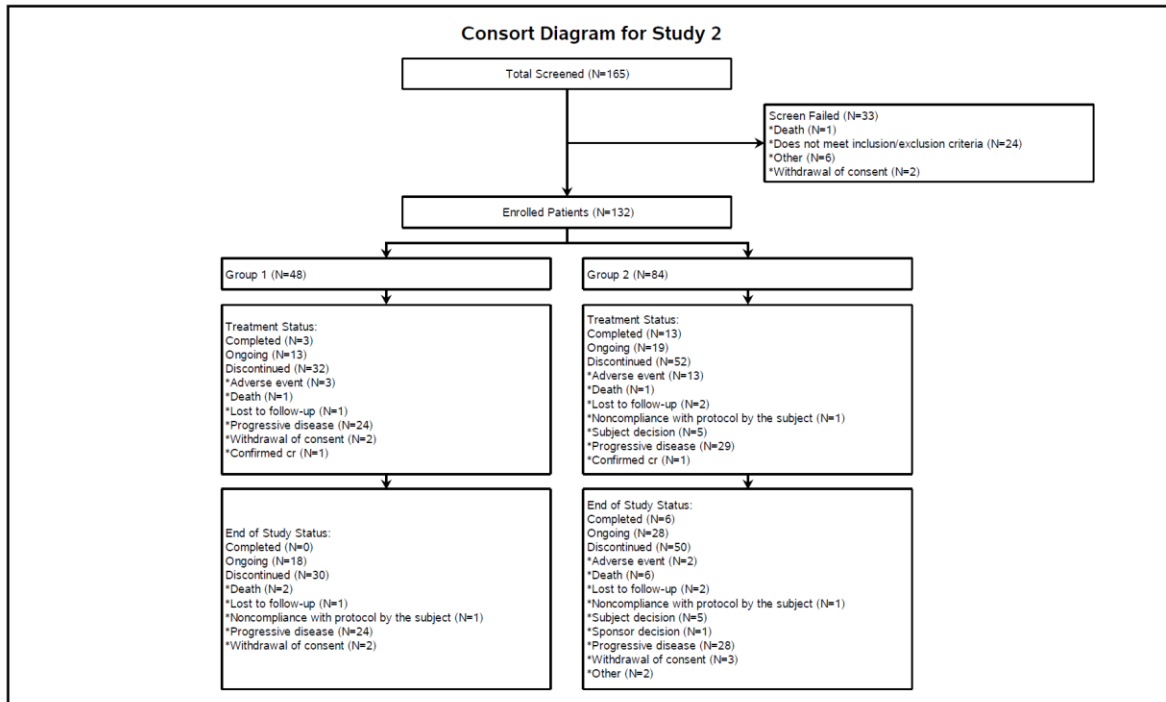 Consort Diagram for Study 2
Total Screened (N=165)
Screen Failed (N=33)
*Death (N=1)
*Does not meet inclusion/exclusion criteria (N=24)
*Other (N=6)
*Withdrawal of consent (N=2)
Enrolled Patients (N=132)
Group 1 (N=48)
Treatment Status:
Completed (N=3)
Ongoing (N=13)
Discontinued (N=32)
*Adverse event (N=3)
*Death (N=1)
*Lost to follow-up (N=1)
*Progressive disease (N=24)
*Withdrawal of consent (N=2)
*Confirmed cr (N=1)
End of Study Status:
Completed (N=0)
Ongoing (N=18)
Discontinued (N=30)
*Death (N=2)
*Lost to follow-up (N=1)
*Noncompliance with protocol by the subject (N=1)
*Progressive disease (N=24)
*Withdrawal of consent (N=2)
Group 2 (N=84)
Treatment Status:
Completed (N=13)
Ongoing (N=19)
Discontinued (N=52)
*Adverse event (N=13)
*Death (N=1)
*Lost to follow-up (N=2)
*Noncompliance with protocol by the subject (N=1)
*Subject decision (N=5)
*Progressive disease (N=29)
*Confirmed cr (N=1)
End of Study Status:
Completed (N=6)
Ongoing (N=28)
Discontinued (N=50)
*Adverse event (N=2)
*Death (N=6)
*Lost to follow-up (N=2)
*Noncompliance with protocol by the subject (N=1)
*Subject decision (N=5)
*Sponsor decision (N=1)
*Progressive disease (N=28)
*Withdrawal of consent (N=3)
*Other (N=2)